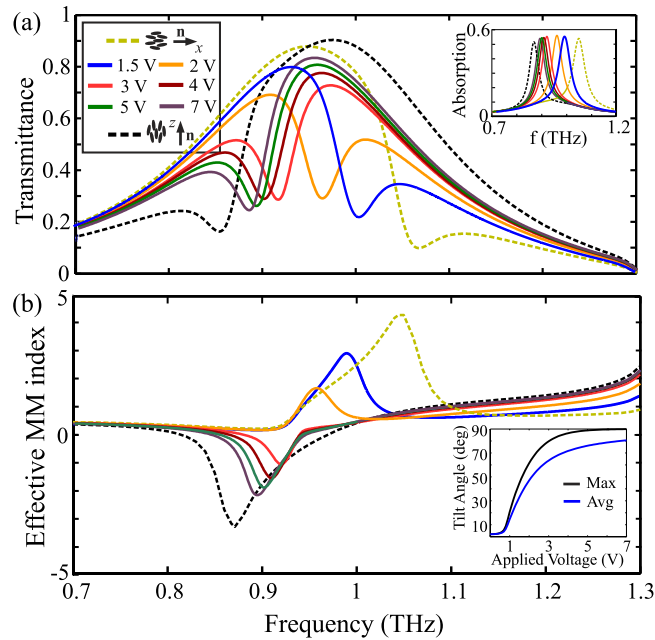 (a)
1
0.8
0.6
0.4
0.2
0
Transmittance
n x
1.5 V 2 V
3 V 4 V
5 V 7 V
z n
0.6
0
Absorption
0.7 1.2
f (THz)
(b)
5
0
-5
Effective MM index
0.7 0.8 0.9 1 1.1 1.2 1.3
Frequency (THz)
90
70
50
30
10
Tilt Angle (deg)
Max
Avg
1 3 5 7
Applied Voltage (V)